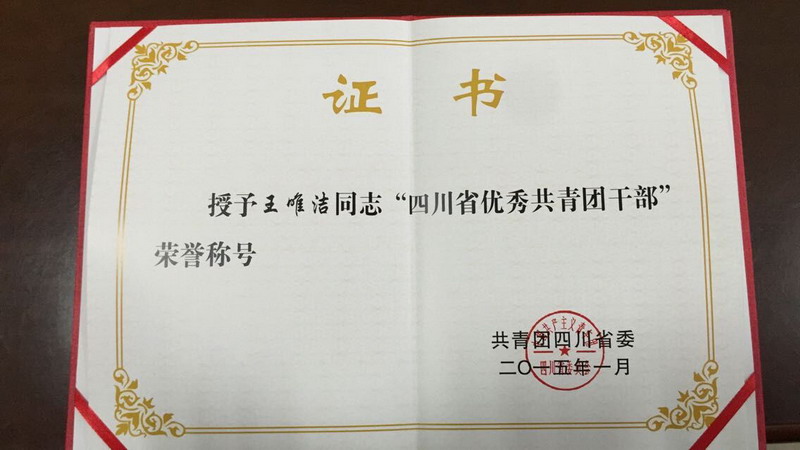 证书
授予王唯洁同志“四川省优秀共青团干部”
荣誉称号
共青团四川省委
二〇一五年一月